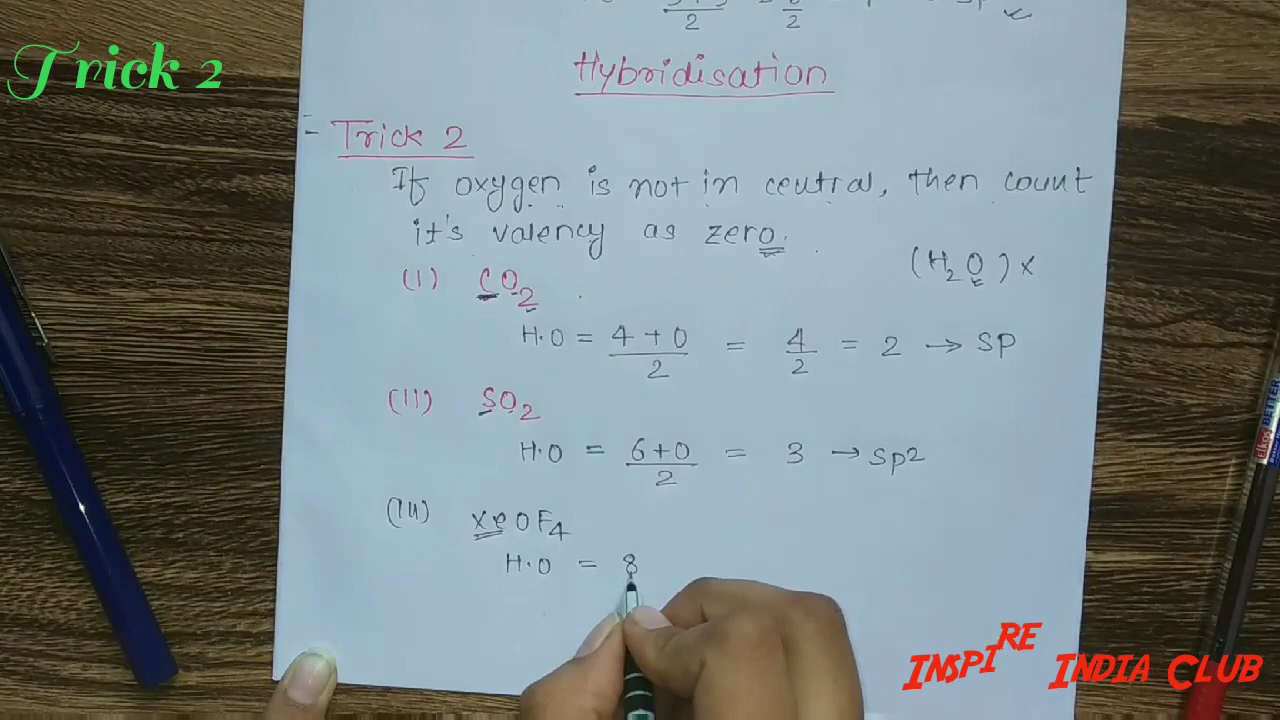 Trick 2
Hybridisation
- Trick 2
If oxygen is not in central, then count
it's valency as zero.
(H2O) x
(I) CO2
H.O = 4+0/2 = 4/2 = 2 → SP
(II) SO2
H.O = 6+0/2 = 3 → SP2
(III) XeOF4
H.O = 8
INSPIRE INDIA CLUB